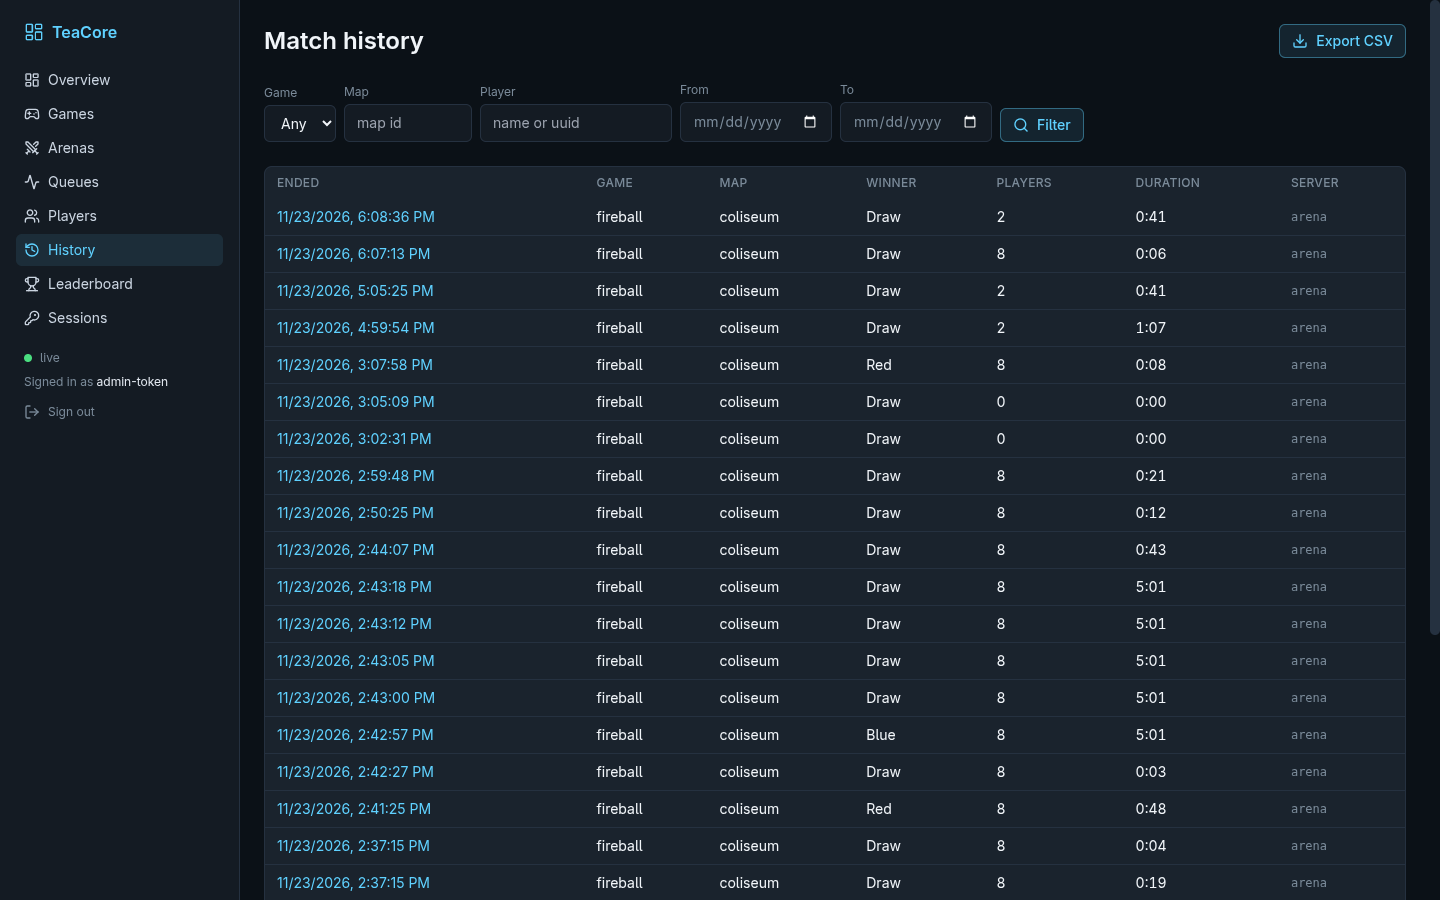 TeaCore
Overview
Games
Arenas
Queues
Players
History
Leaderboard
Sessions
live
Signed in as admin-token
Sign out
Match history
Export CSV
Game
Map
Player
From
To
Any
map id
name or uuid
mm/dd/yyyy
mm/dd/yyyy
Filter
ENDED GAME MAP WINNER PLAYERS DURATION SERVER
11/23/2026, 6:08:36 PM fireball coliseum Draw 2 0:41 arena
11/23/2026, 6:07:13 PM fireball coliseum Draw 8 0:06 arena
11/23/2026, 5:05:25 PM fireball coliseum Draw 2 0:41 arena
11/23/2026, 4:59:54 PM fireball coliseum Draw 2 1:07 arena
11/23/2026, 3:07:58 PM fireball coliseum Red 8 0:08 arena
11/23/2026, 3:05:09 PM fireball coliseum Draw 0 0:00 arena
11/23/2026, 3:02:31 PM fireball coliseum Draw 0 0:00 arena
11/23/2026, 2:59:48 PM fireball coliseum Draw 8 0:21 arena
11/23/2026, 2:50:25 PM fireball coliseum Draw 8 0:12 arena
11/23/2026, 2:44:07 PM fireball coliseum Draw 8 0:43 arena
11/23/2026, 2:43:18 PM fireball coliseum Draw 8 5:01 arena
11/23/2026, 2:43:12 PM fireball coliseum Draw 8 5:01 arena
11/23/2026, 2:43:05 PM fireball coliseum Draw 8 5:01 arena
11/23/2026, 2:43:00 PM fireball coliseum Draw 8 5:01 arena
11/23/2026, 2:42:57 PM fireball coliseum Blue 8 5:01 arena
11/23/2026, 2:42:27 PM fireball coliseum Draw 8 0:03 arena
11/23/2026, 2:41:25 PM fireball coliseum Red 8 0:48 arena
11/23/2026, 2:37:15 PM fireball coliseum Draw 8 0:04 arena
11/23/2026, 2:37:15 PM fireball coliseum Draw 8 0:19 arena